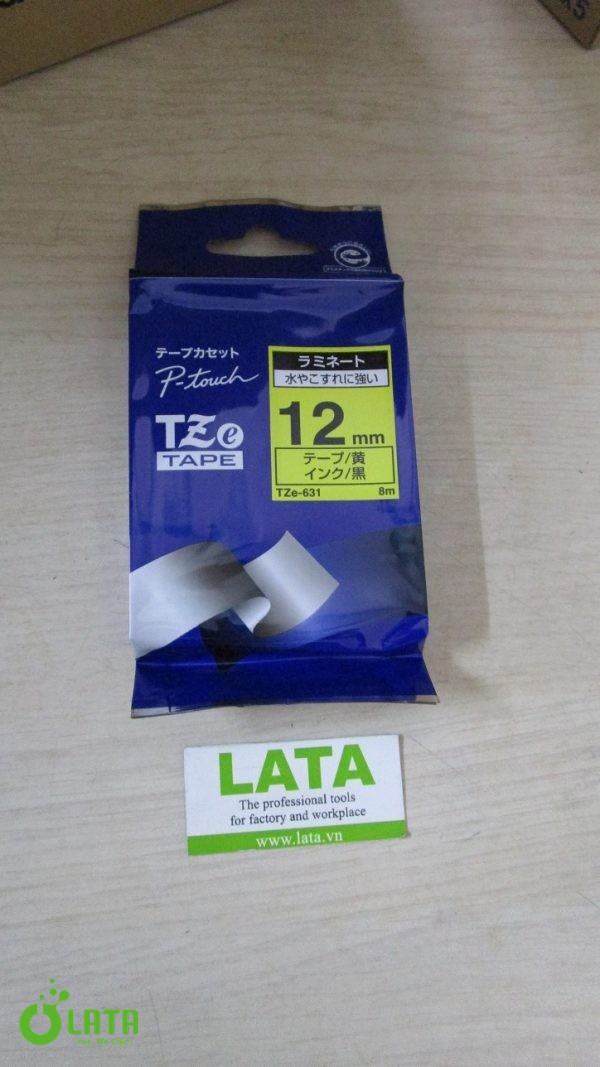 テープカセット
P-touch
TZe
TAPE
ラミネート
水やこすれに強い
12 mm
テープ/黄
インク/黒
TZe-631 8m
LATA
The professional tools
for factory and workplace
www.lata.vn
LATA